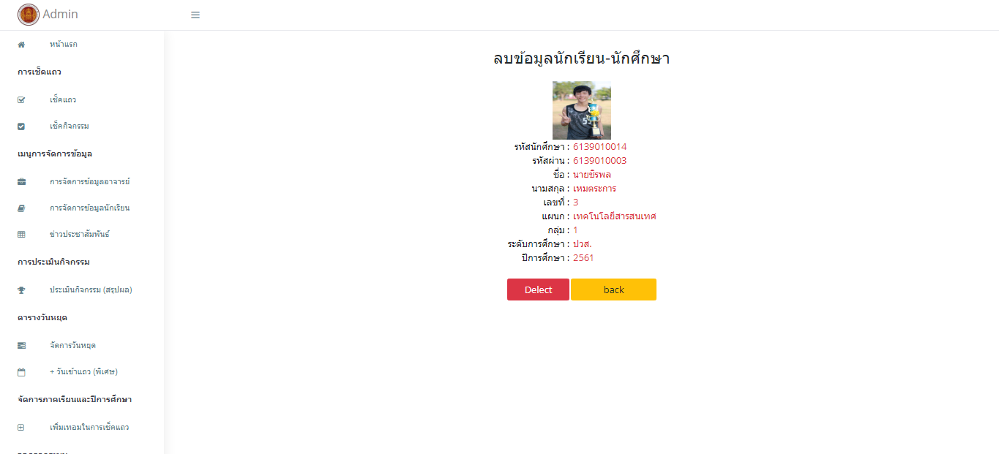 Admin
หน้าแรก
การเช็คแถว
เช็คแถว
เช็คกิจกรรม
เมนูการจัดการข้อมูล
การจัดการข้อมูลอาจารย์
การจัดการข้อมูลนักเรียน
ข่าวประชาสัมพันธ์
การประเมินกิจกรรม
ประเมินกิจกรรม (สรุปผล)
ตารางวันหยุด
จัดการวันหยุด
+ วันเข้าแถว (พิเศษ)
จัดการภาคเรียนและปีการศึกษา
เพิ่มเทอมในการเช็คแถว
ลบข้อมูลนักเรียน-นักศึกษา
รหัสนักศึกษา : 6139010014
รหัสผ่าน : 6139010003
ชื่อ : นายชิรพล
นามสกุล : เหมตระการ
เลขที่ : 3
แผนก : เทคโนโลยีสารสนเทศ
กลุ่ม : 1
ระดับการศึกษา : ปวส.
ปีการศึกษา : 2561
Delect back